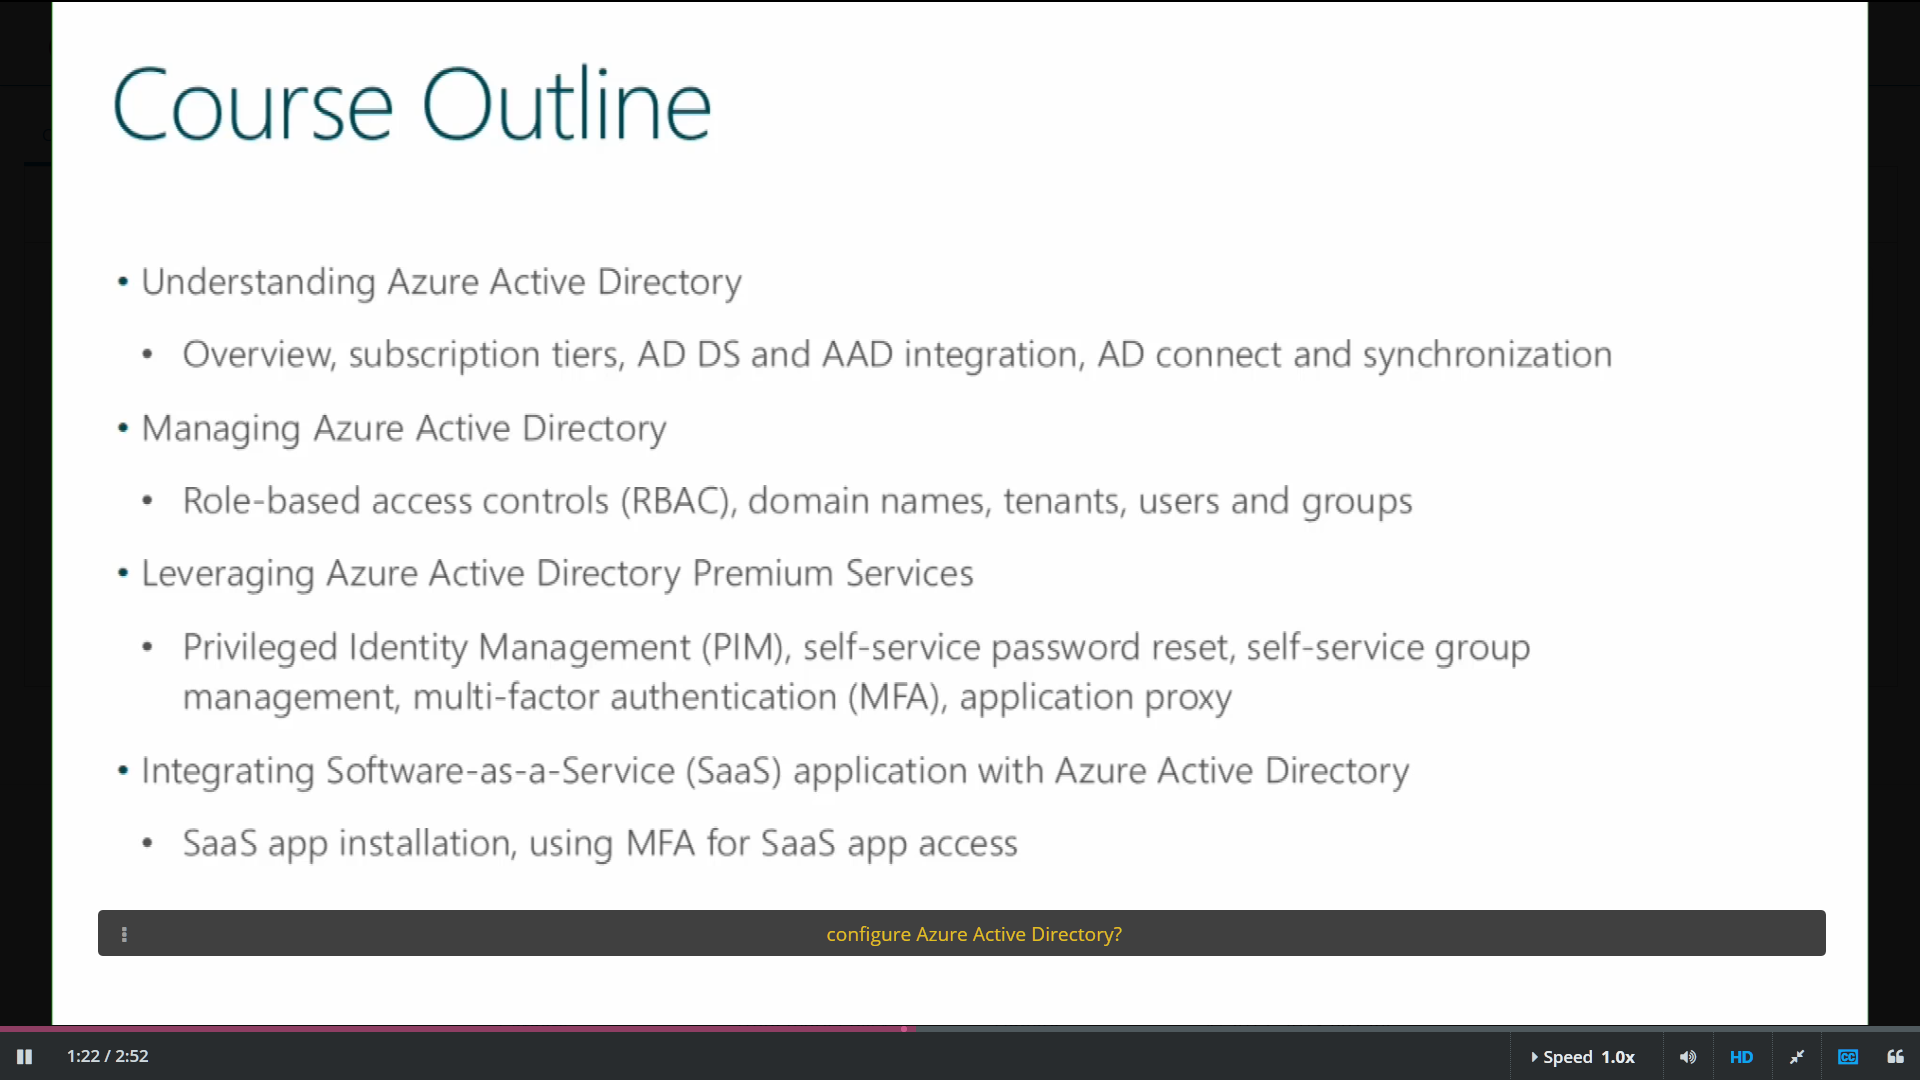 Course Outline
• Understanding Azure Active Directory
• Overview, subscription tiers, AD DS and AAD integration, AD connect and synchronization
• Managing Azure Active Directory
• Role-based access controls (RBAC), domain names, tenants, users and groups
• Leveraging Azure Active Directory Premium Services
• Privileged Identity Management (PIM), self-service password reset, self-service group
management, multi-factor authentication (MFA), application proxy
• Integrating Software-as-a-Service (SaaS) application with Azure Active Directory
• SaaS app installation, using MFA for SaaS app access
configure Azure Active Directory?
1:22 / 2:52 Speed 1.0x HD CC